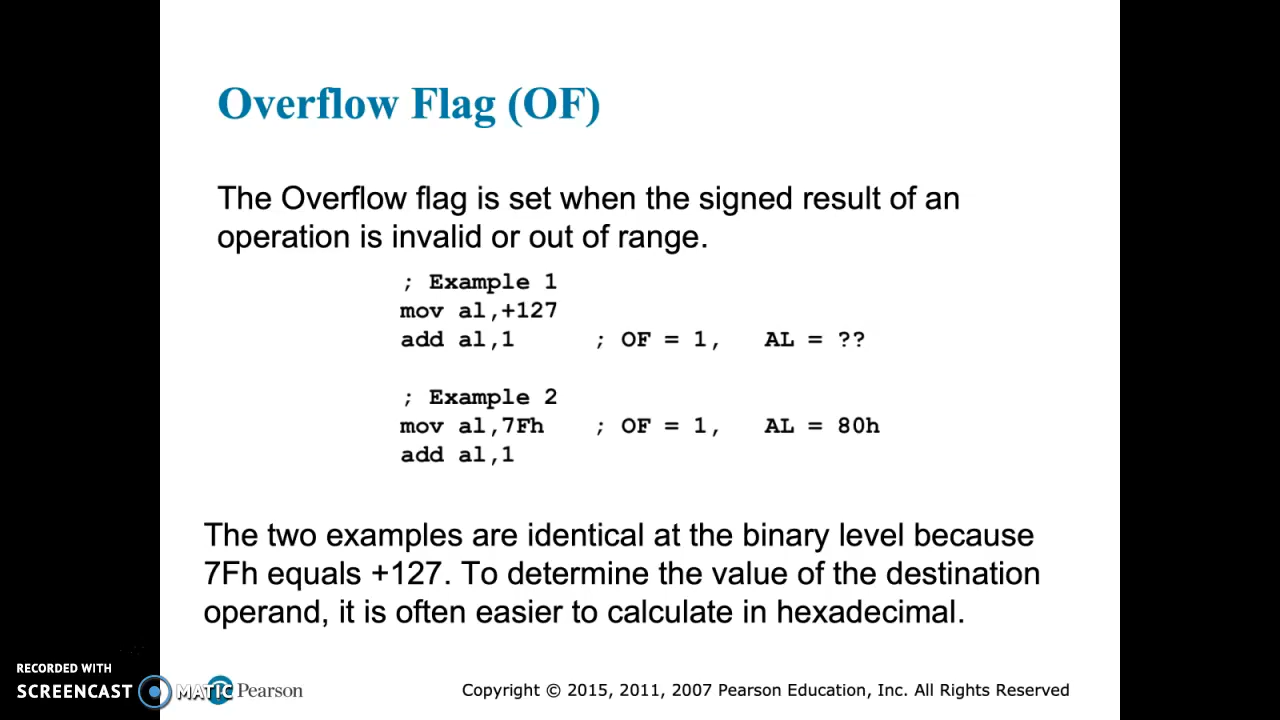 Overflow Flag (OF)
The Overflow flag is set when the signed result of an
operation is invalid or out of range.
; Example 1
mov al,+127
add al,1 ; OF = 1, AL = ??
; Example 2
mov al,7Fh ; OF = 1, AL = 80h
add al,1
The two examples are identical at the binary level because
7Fh equals +127. To determine the value of the destination
operand, it is often easier to calculate in hexadecimal.
RECORDED WITH
SCREENCAST MATIC
Pearson
Copyright © 2015, 2011, 2007 Pearson Education, Inc. All Rights Reserved